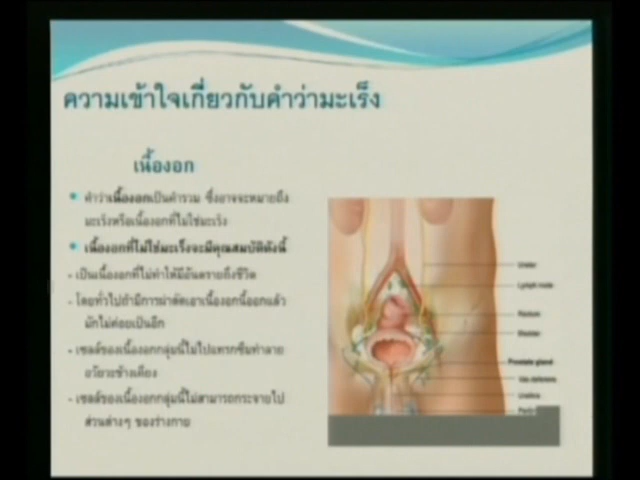 ความเข้าใจเกี่ยวกับคำว่ามะเร็ง
เนื้องอก
• คำว่าเนื้องอกเป็นคำรวม ซึ่งอาจจะหมายถึง
มะเร็งหรือเนื้องอกที่ไม่ใช่มะเร็ง
• เนื้องอกที่ไม่ใช่มะเร็งจะมีคุณสมบัติดังนี้
- เป็นเนื้องอกที่ไม่ทำให้มีอันตรายถึงชีวิต
- โดยทั่วไปถ้ามีการผ่าตัดเอาเนื้องอกนี้ออกแล้ว
มักไม่ค่อยเป็นอีก
- เซลล์ของเนื้องอกกลุ่มนี้ไม่ไปแทรกซึมทำลาย
อวัยวะข้างเคียง
- เซลล์ของเนื้องอกกลุ่มนี้ไม่สามารถกระจายไป
ส่วนต่างๆ ของร่างกาย
Ureter
Lymph node
Rectum
Bladder
Prostate gland
Vas deferens
Urethra